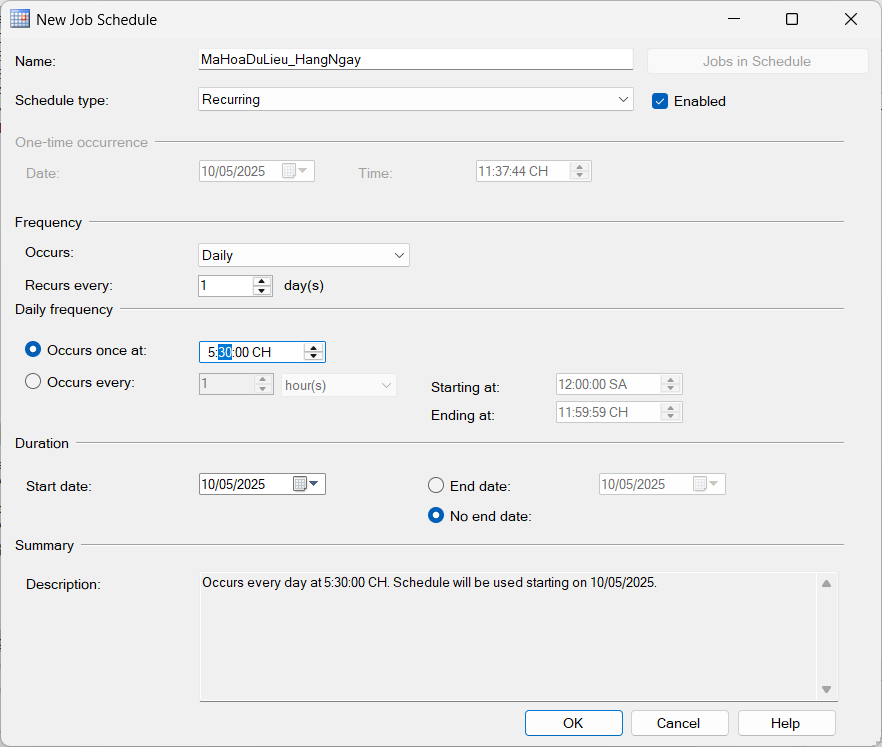 New Job Schedule
Name: MaHoaDuLieu_HangNgay Jobs in Schedule
Schedule type: Recurring Enabled
One-time occurrence
Date: 10/05/2025 Time: 11:37:44 CH
Frequency
Occurs: Daily
Recurs every: 1 day(s)
Daily frequency
Occurs once at: 5:30:00 CH
Occurs every: 1 hour(s) Starting at: 12:00:00 SA
Ending at: 11:59:59 CH
Duration
Start date: 10/05/2025 End date: 10/05/2025
No end date:
Summary
Description: Occurs every day at 5:30:00 CH. Schedule will be used starting on 10/05/2025.
OK Cancel Help